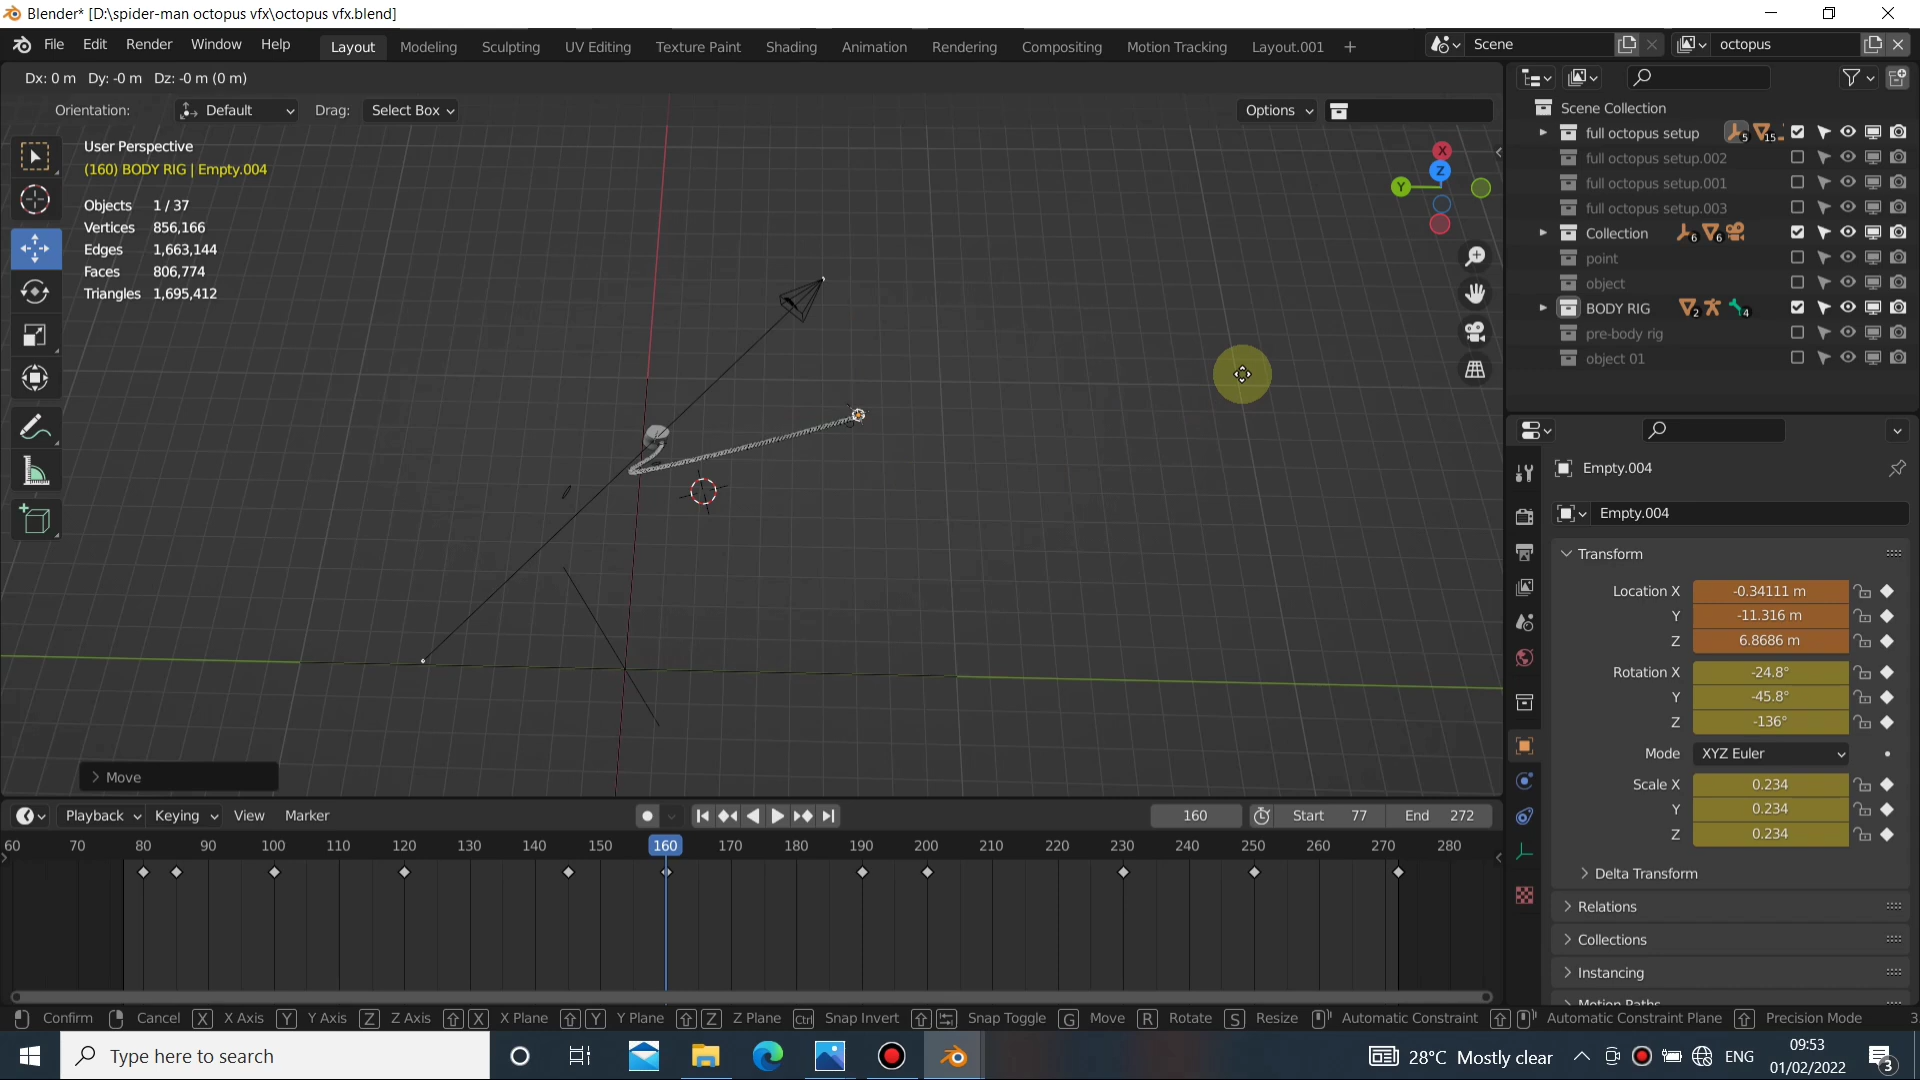 Blender* [D:\spider-man octopus vfx\octopus vfx.blend]
File Edit Render Window Help Layout Modeling Sculpting UV Editing Texture Paint Shading Animation Rendering Compositing Motion Tracking Layout.001 + Scene octopus
Dx: 0 m Dy: -0 m Dz: -0 m (0 m)
Orientation: Default Drag: Select Box Options
User Perspective
(160) BODY RIG | Empty.004
Objects 1 / 37
Vertices 856,166
Edges 1,663,144
Faces 806,774
Triangles 1,695,412
X
Z
Y
Move
Scene Collection
full octopus setup 5 15
full octopus setup.002
full octopus setup.001
full octopus setup.003
Collection 6 6
point
object
BODY RIG 2 4
pre-body rig
object 01
Empty.004
Empty.004
Transform
Location X -0.34111 m
Y -11.316 m
Z 6.8686 m
Rotation X -24.8°
Y -45.8°
Z -136°
Mode XYZ Euler
Scale X 0.234
Y 0.234
Z 0.234
Delta Transform
Relations
Collections
Instancing
Motion Paths
Playback Keying View Marker 160 Start 77 End 272
60 70 80 90 100 110 120 130 140 150 160 170 180 190 200 210 220 230 240 250 260 270 280
Confirm Cancel X X Axis Y Y Axis Z Z Axis X X Plane Y Y Plane Z Z Plane Ctrl Snap Invert Snap Toggle G Move R Rotate S Resize Automatic Constraint Automatic Constraint Plane Precision Mode 3
Type here to search 28°C Mostly clear ENG 09:53
01/02/2022 3